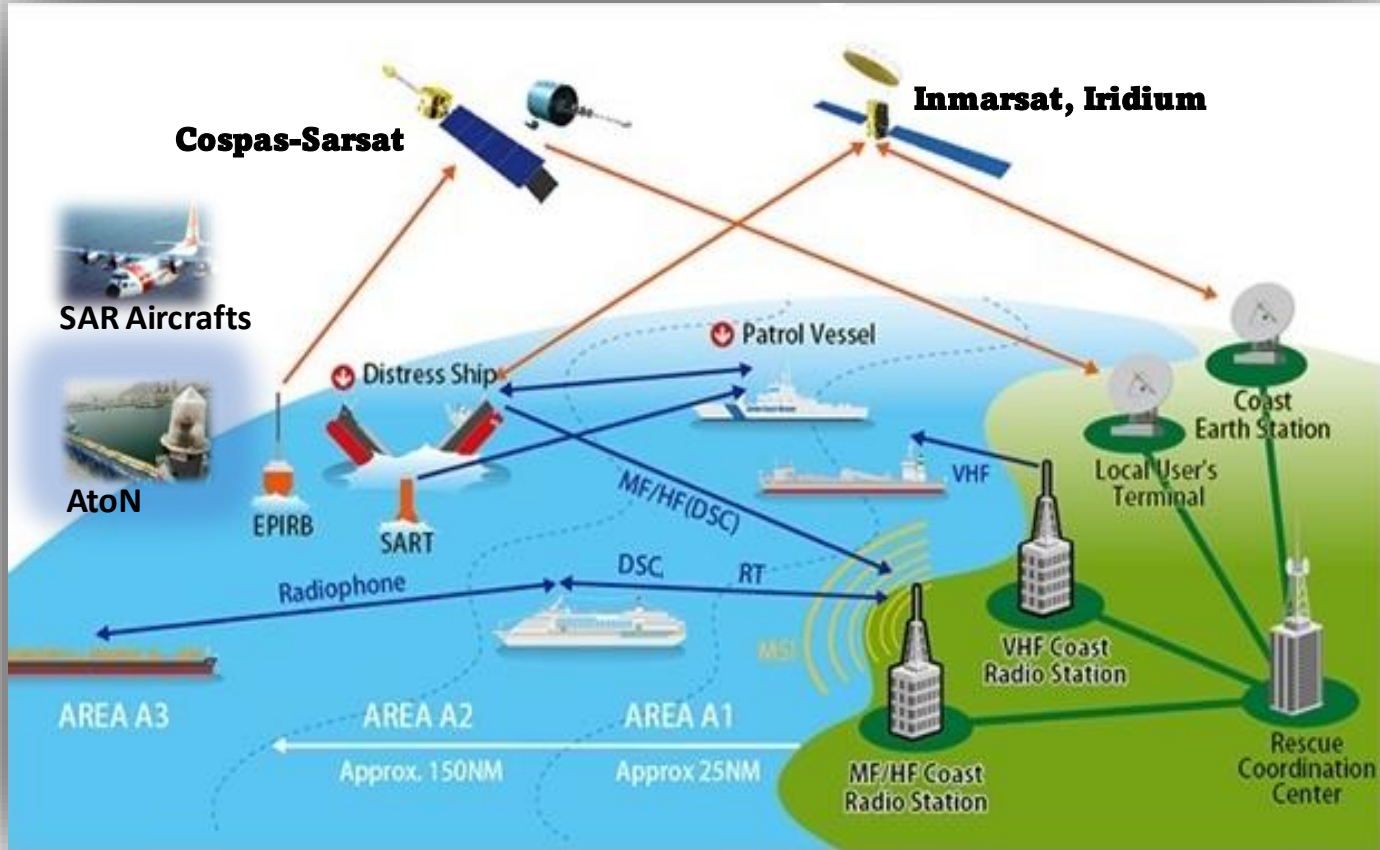 Cospas-Sarsat
Inmarsat, Iridium
SAR Aircrafts
AtoN
Distress Ship
Patrol Vessel
EPIRB
SART
MF/HF(DSC)
VHF
Coast
Earth Station
Local User's
Terminal
Radiophone
DSC,
RT
MSI
VHF Coast
Radio Station
AREA A3
AREA A2
AREA A1
Approx. 150NM
Approx 25NM
MF/HF Coast
Radio Station
Rescue
Coordination
Center